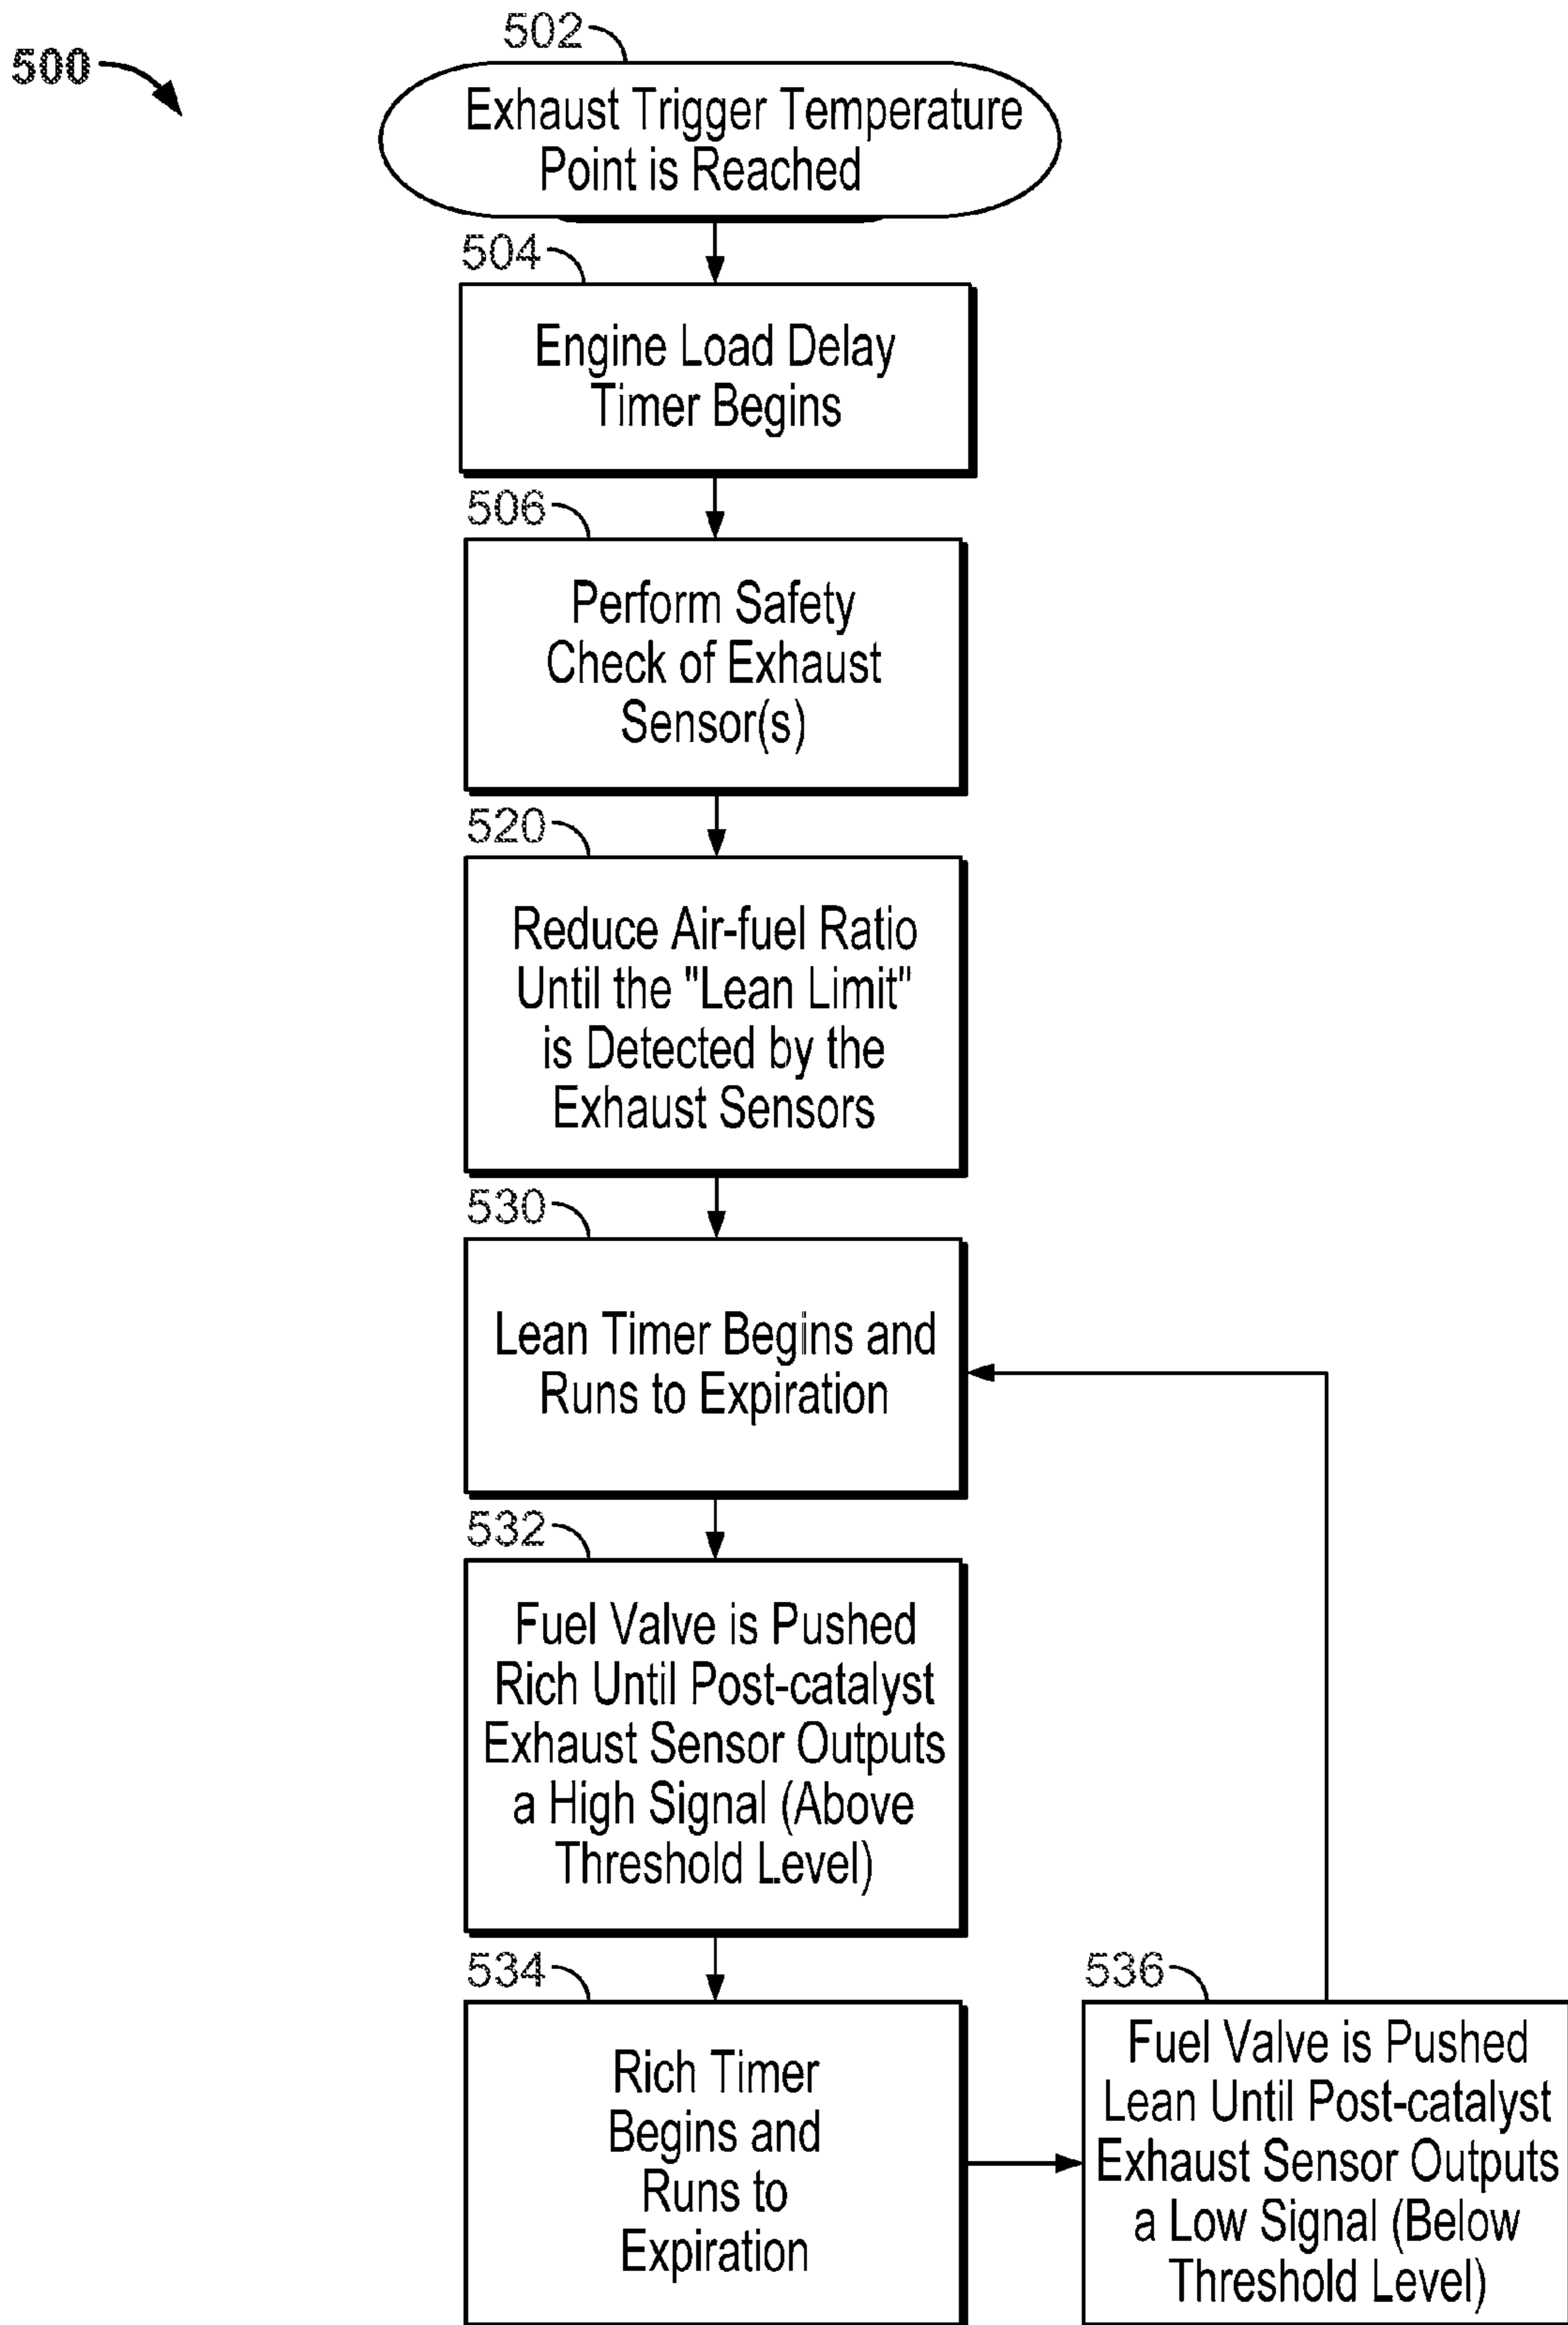 500
502
Exhaust Trigger Temperature
Point is Reached
504
Engine Load Delay
Timer Begins
506
Perform Safety
Check of Exhaust
Sensor(s)
520
Reduce Air-fuel Ratio
Until the "Lean Limit"
is Detected by the
Exhaust Sensors
530
Lean Timer Begins and
Runs to Expiration
532
Fuel Valve is Pushed
Rich Until Post-catalyst
Exhaust Sensor Outputs
a High Signal (Above
Threshold Level)
534
Rich Timer
Begins and
Runs to
Expiration
536
Fuel Valve is Pushed
Lean Until Post-catalyst
Exhaust Sensor Outputs
a Low Signal (Below
Threshold Level)